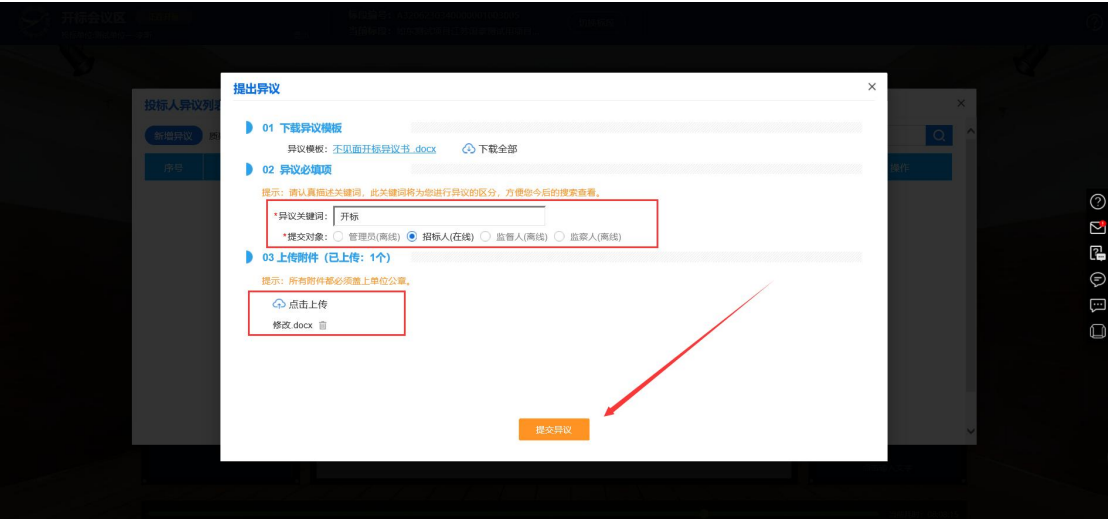 开标会议区
提出异议
投标人异议列表
01 下载异议模板
新增异议
异议模板: 不见面开标异议书 .docx 下载全部
序号
操作
02 异议必填项
提示:请认真描述关键词,此关键词将为您进行异议的区分,方便您今后的搜索查看。
*异议关键词: 开标
*提交对象: 管理员(离线) 招标人(在线) 监督人(离线) 监察人(离线)
03 上传附件(已上传:1个)
提示:所有附件都必须盖上单位公章。
点击上传
修改.docx
提交异议